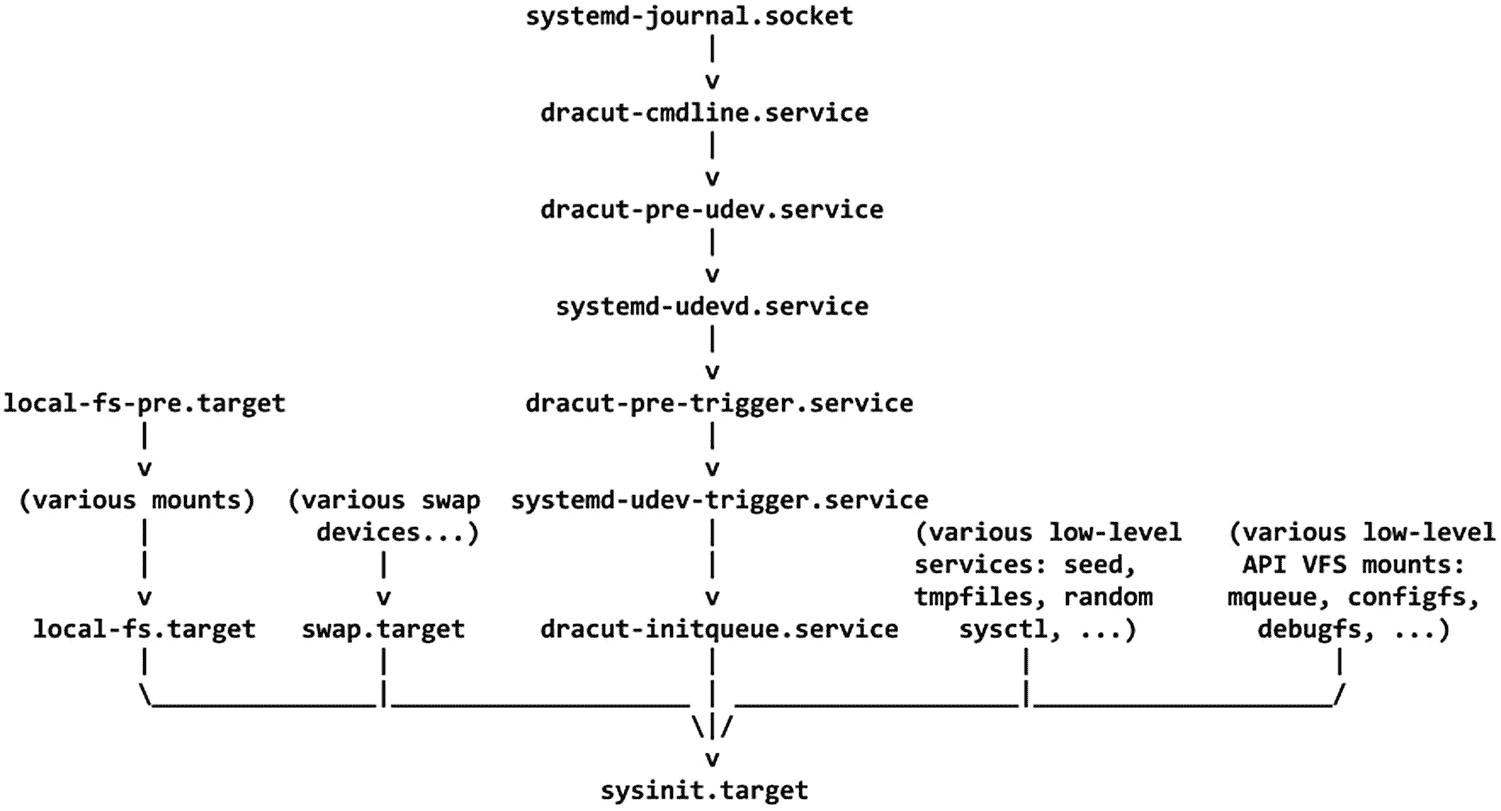 systemd-journal.socket
|
v
dracut-cmdline.service
|
v
dracut-pre-udev.service
|
v
systemd-udevd.service
|
v
local-fs-pre.target dracut-pre-trigger.service
| |
v v
(various mounts) (various swap systemd-udev-trigger.service
| devices...) | (various low-level (various low-level
| | | services: seed, API VFS mounts:
v v v tmpfiles, random mqueue, configfs,
local-fs.target swap.target dracut-initqueue.service sysctl, ...) debugfs, ...)
| | | | |
\_______________|____________________ | ___________________|____________________/
\|/
v
sysinit.target